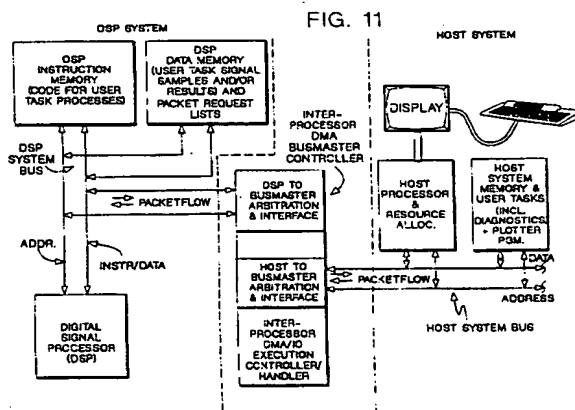 FIG. 11
DSP SYSTEM
HOST SYSTEM
DSP
INSTRUCTION
MEMORY
(CODE FOR USER
TASK PROCESSES)
DSP
DATA MEMORY
(USER TASK SIGNAL
SAMPLES AND/OR
RESULTS) AND
PACKET REQUEST
LISTS
INTER-
PROCESSOR
DMA
BUSMASTER
CONTROLLER
DISPLAY
DSP
SYSTEM
BUS
PACKETFLOW
DSP TO
BUSMASTER
ARBITRATION
& INTERFACE
HOST
PROCESSOR
&
RESOURCE
ALLOC.
HOST
SYSTEM
MEMORY &
USER TASKS
(INCL.
DIAGNOSTICS
+ PLOTTER
PGM.
DATA
ADDR.
INSTR/DATA
HOST TO
BUSMASTER
ARBITRATION
& INTERFACE
PACKETFLOW
ADDRESS
HOST SYSTEM BUS
DIGITAL
SIGNAL
PROCESSOR
(DSP)
INTER-
PROCESSOR
DMA/IO
EXECUTION
CONTROLLER/
HANDLER